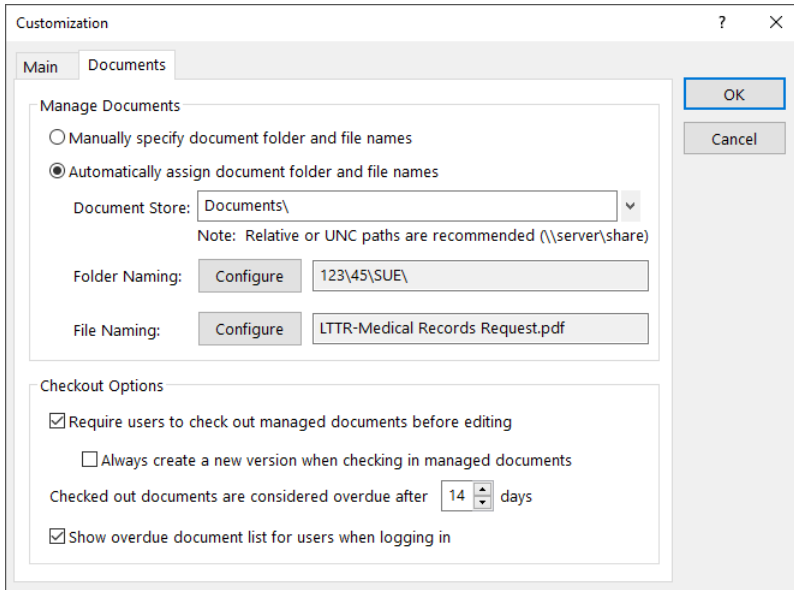 Customization
?
Main
Documents
OK
Cancel
Manage Documents
Manually specify document folder and file names
Automatically assign document folder and file names
Document Store: Documents\
Note: Relative or UNC paths are recommended (\\server\share)
Folder Naming: Configure 123\45\SUE\
File Naming: Configure LTTR-Medical Records Request.pdf
Checkout Options
Require users to check out managed documents before editing
Always create a new version when checking in managed documents
Checked out documents are considered overdue after 14 days
Show overdue document list for users when logging in